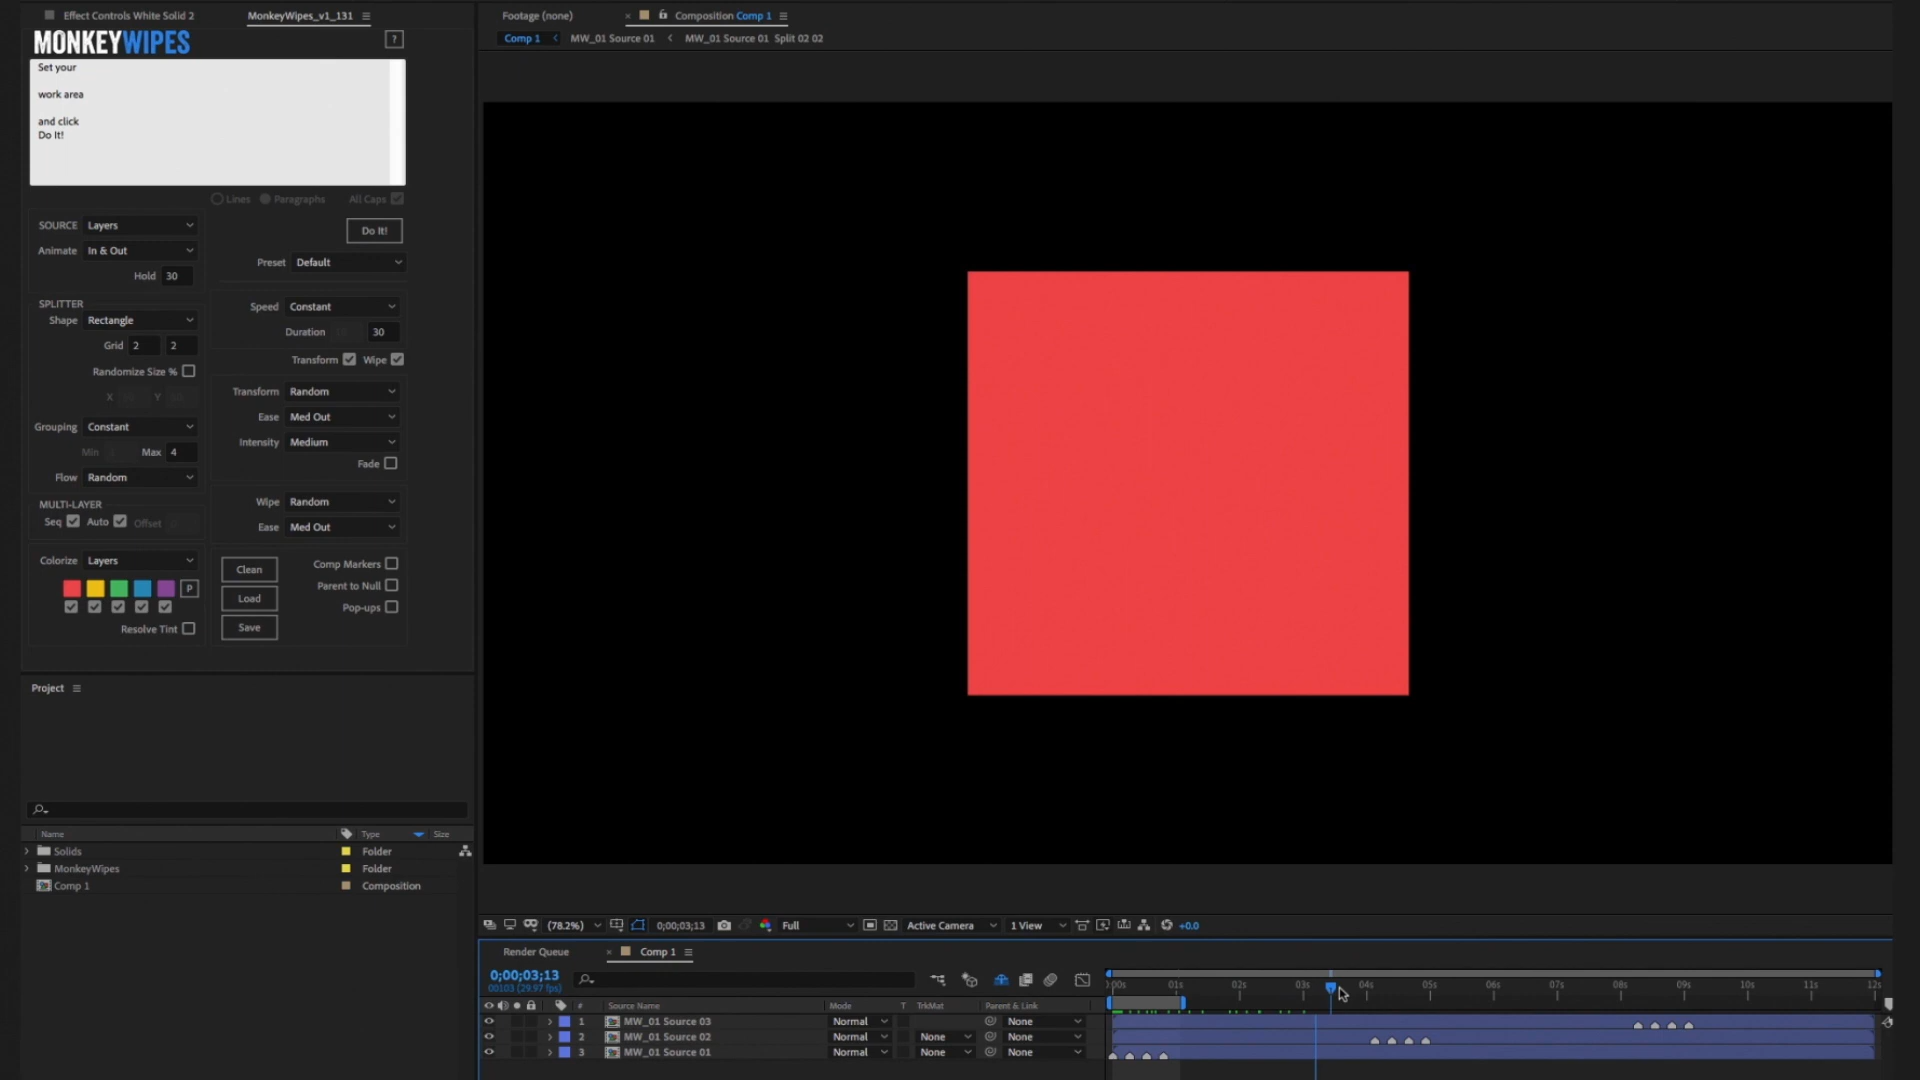 Effect Controls White Solid 2
MonkeyWipes_v1_131
Footage (none)
Composition Comp 1
MONKEYWIPES
?
Comp 1
MW_01 Source 01
MW_01 Source 01 Split 02 02
Set your
work area
and click
Do It!
Lines
Paragraphs
All Caps
SOURCE
Layers
Do It!
Animate
In & Out
Preset
Default
Hold
30
SPLITTER
Speed
Constant
Shape
Rectangle
Duration
30
Grid
2
2
Transform
Wipe
Randomize Size %
X
Y
Transform
Random
Ease
Med Out
Grouping
Constant
Intensity
Medium
Min
Max
4
Fade
Flow
Random
MULTI-LAYER
Wipe
Random
Seq
Auto
Offset
Ease
Med Out
Colorize
Layers
Clean
Comp Markers
P
Parent to Null
Load
Pop-ups
Resolve Tint
Save
Project
Name
Type
Size
Solids
Folder
MonkeyWipes
Folder
Comp 1
Composition
(78.2%)
0;00;03;13
Full
Active Camera
1 View
+0.0
Render Queue
Comp 1
0;00;03;13
00103 (29.97 fps)
#
Source Name
Mode
T
TrkMat
Parent & Link
:00s
01s
02s
03s
04s
05s
06s
07s
08s
09s
10s
11s
12s
1
MW_01 Source 03
Normal
None
2
MW_01 Source 02
Normal
None
None
3
MW_01 Source 01
Normal
None
None